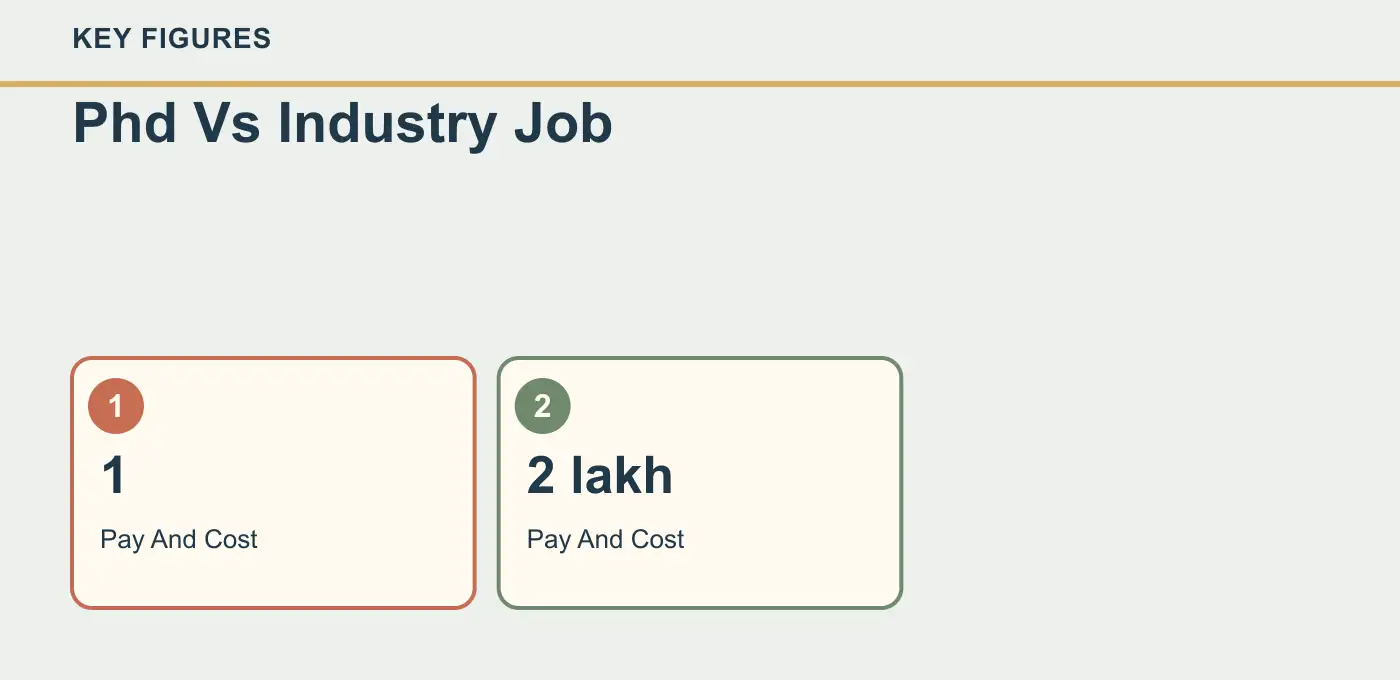 KEY FIGURES
Phd Vs Industry Job
1
1
Pay And Cost
2
2 lakh
Pay And Cost